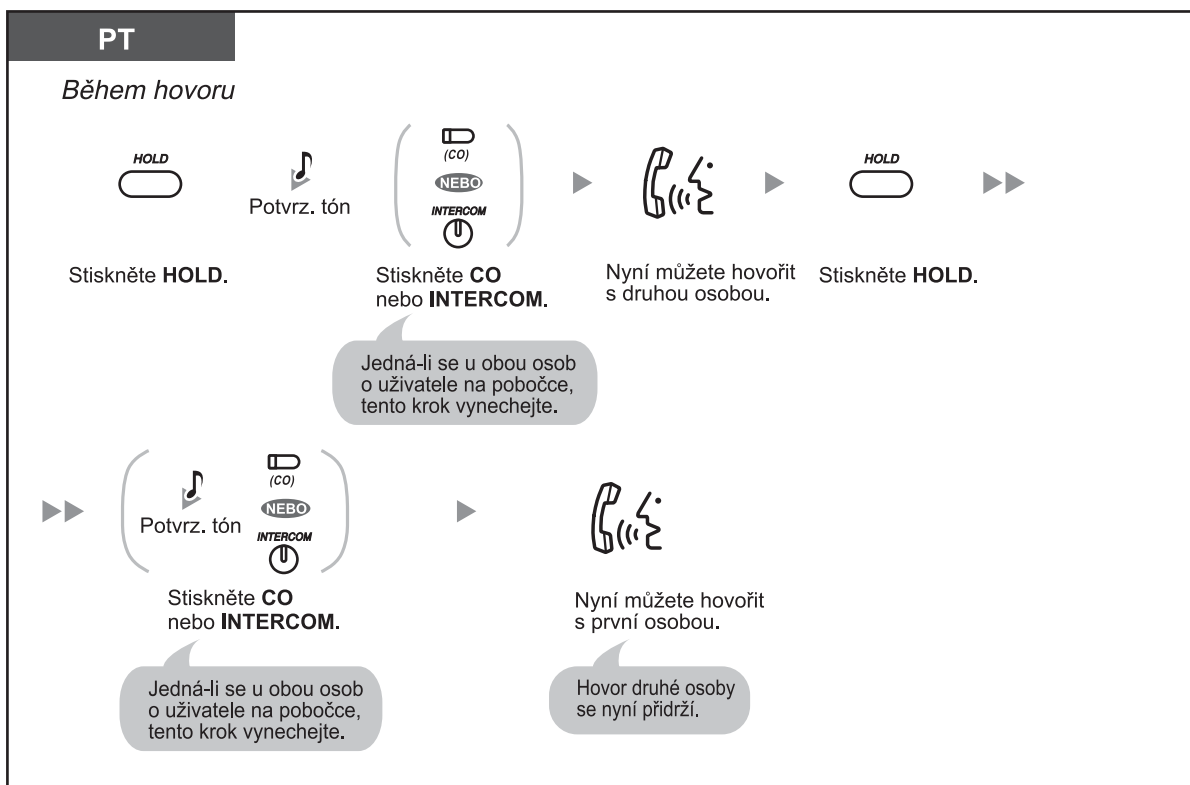 PT
Během hovoru
HOLD
Potvrz. tón
(CO)
NEBO
INTERCOM
HOLD
Stiskněte HOLD.
Stiskněte CO
nebo INTERCOM.
Nyní můžete hovořit
s druhou osobou.
Stiskněte HOLD.
Jedná-li se u obou osob
o uživatele na pobočce,
tento krok vynechejte.
Potvrz. tón
(CO)
NEBO
INTERCOM
Stiskněte CO
nebo INTERCOM.
Nyní můžete hovořit
s první osobou.
Jedná-li se u obou osob
o uživatele na pobočce,
tento krok vynechejte.
Hovor druhé osoby
se nyní přidrží.